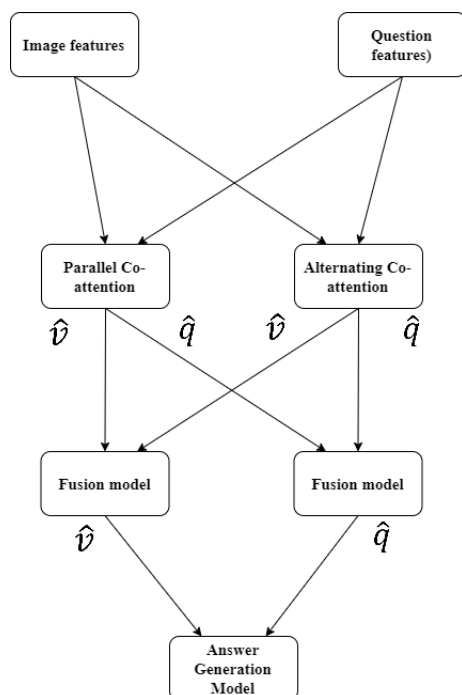 Image features
Question
features)
Parallel Co-
attention
Alternating Co-
attention
v̂
q̂
v̂
q̂
Fusion model
Fusion model
v̂
q̂
Answer
Generation
Model